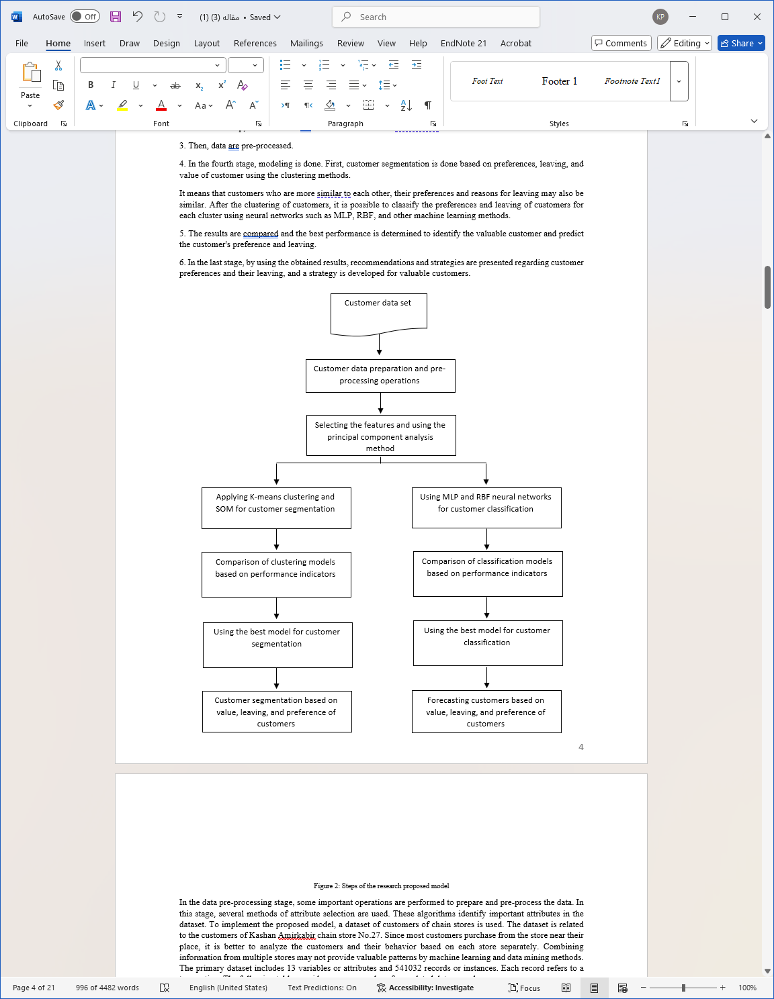 AutoSave Off مقاله (3) (1) • Saved Search KP
File Home Insert Draw Design Layout References Mailings Review View Help EndNote 21 Acrobat Comments Editing Share
Paste
B I U ab x₂ x² A
A A Aa A A
Foot Text Footer 1 Footnote Text1
Clipboard Font Paragraph Styles
3. Then, data are pre-processed.
4. In the fourth stage, modeling is done. First, customer segmentation is done based on preferences, leaving, and
value of customer using the clustering methods.
It means that customers who are more similar to each other, their preferences and reasons for leaving may also be
similar. After the clustering of customers, it is possible to classify the preferences and leaving of customers for
each cluster using neural networks such as MLP, RBF, and other machine learning methods.
5. The results are compared and the best performance is determined to identify the valuable customer and predict
the customer's preference and leaving.
6. In the last stage, by using the obtained results, recommendations and strategies are presented regarding customer
preferences and their leaving, and a strategy is developed for valuable customers.
Customer data set
Customer data preparation and pre-
processing operations
Selecting the features and using the
principal component analysis
method
Applying K-means clustering and
SOM for customer segmentation
Using MLP and RBF neural networks
for customer classification
Comparison of clustering models
based on performance indicators
Comparison of classification models
based on performance indicators
Using the best model for customer
segmentation
Using the best model for customer
classification
Customer segmentation based on
value, leaving, and preference of
customers
Forecasting customers based on
value, leaving, and preference of
customers
4
Figure 2: Steps of the research proposed model
In the data pre-processing stage, some important operations are performed to prepare and pre-process the data. In
this stage, several methods of attribute selection are used. These algorithms identify important attributes in the
dataset. To implement the proposed model, a dataset of customers of chain stores is used. The dataset is related
to the customers of Kashan Amirkabir chain store No.27. Since most customers purchase from the store near their
place, it is better to analyze the customers and their behavior based on each store separately. Combining
information from multiple stores may not provide valuable patterns by machine learning and data mining methods.
The primary dataset includes 13 variables or attributes and 541032 records or instances. Each record refers to a
Page 4 of 21 996 of 4482 words English (United States) Text Predictions: On Accessibility: Investigate Focus 100%